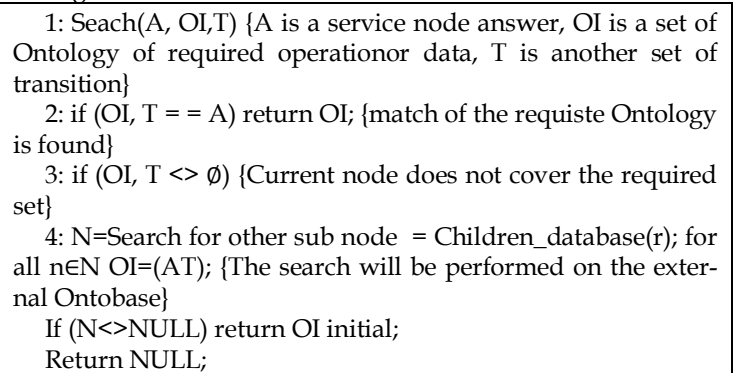 1: Seach(A, OI,T) {A is a service node answer, OI is a set of
Ontology of required operationor data, T is another set of
transition}
2: if (OI, T = = A) return OI; {match of the requiste Ontology
is found}
3: if (OI, T <> ∅) {Current node does not cover the required
set}
4: N=Search for other sub node = Children_database(r); for
all n∈N OI=(AT); {The search will be performed on the exter-
nal Ontobase}
If (N<>NULL) return OI initial;
Return NULL;